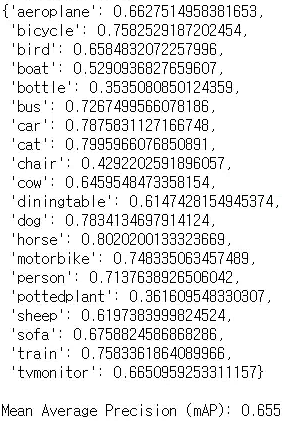 {'aeroplane': 0.6627514958381653,
'bicycle': 0.7582529187202454,
'bird': 0.6584832072257996,
'boat': 0.5290936827659607,
'bottle': 0.3535080850124359,
'bus': 0.7267499566078186,
'car': 0.7875831127166748,
'cat': 0.7995966076850891,
'chair': 0.4292202591896057,
'cow': 0.6459548473358154,
'diningtable': 0.6147428154945374,
'dog': 0.7834134697914124,
'horse': 0.8020200133323669,
'motorbike': 0.748335063457489,
'person': 0.7137638926506042,
'pottedplant': 0.361609548330307,
'sheep': 0.6197383999824524,
'sofa': 0.6758824586868286,
'train': 0.7583361864089966,
'tvmonitor': 0.6650959253311157}
Mean Average Precision (mAP): 0.655